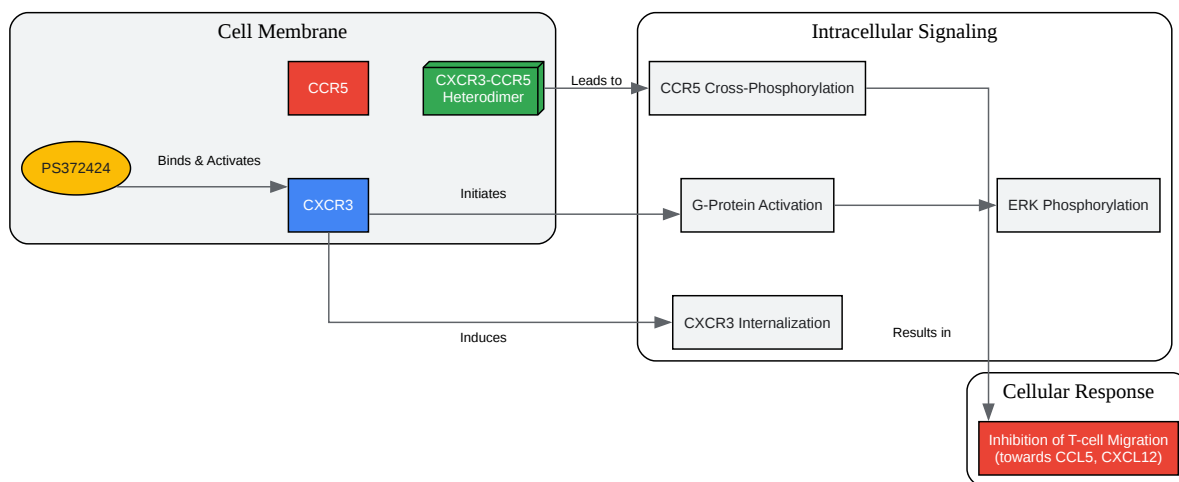 Cell Membrane
CCR5
CXCR3-CCR5
Heterodimer
PS372424
Binds & Activates
CXCR3
Leads to
Initiates
Induces
Intracellular Signaling
CCR5 Cross-Phosphorylation
G-Protein Activation
ERK Phosphorylation
CXCR3 Internalization
Results in
Cellular Response
Inhibition of T-cell Migration
(towards CCL5, CXCL12)